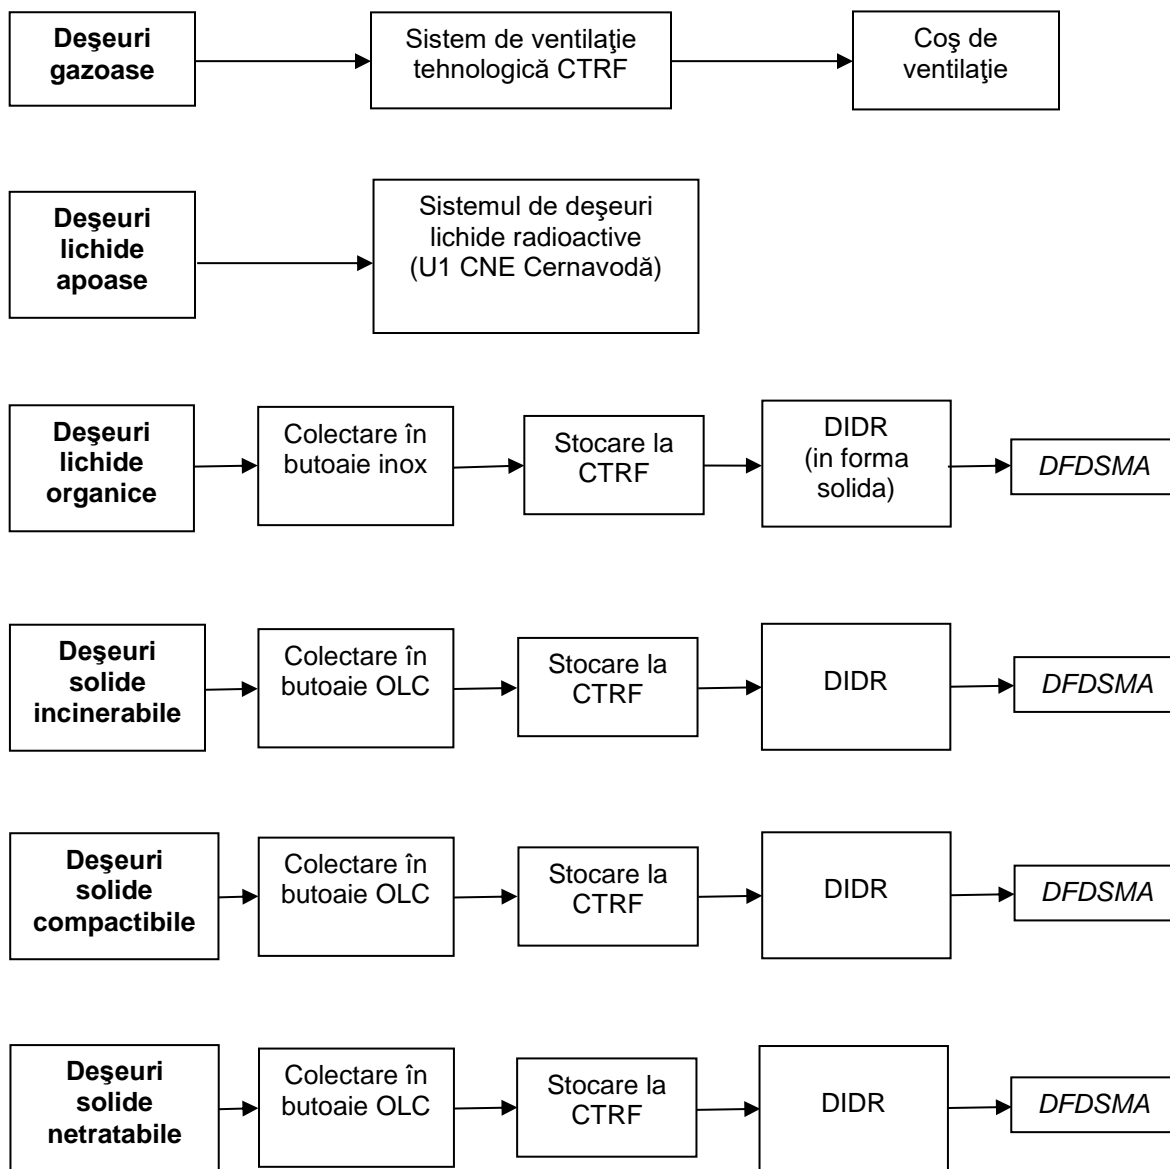 Deşeuri
gazoase
Sistem de ventilaţie
tehnologică CTRF
Coş de
ventilaţie
Deşeuri
lichide
apoase
Sistemul de deşeuri
lichide radioactive
(U1 CNE Cernavodă)
Deşeuri
lichide
organice
Colectare în
butoaie inox
Stocare la
CTRF
DIDR
(in forma
solida)
DFDSMA
Deşeuri
solide
incinerabile
Colectare în
butoaie OLC
Stocare la
CTRF
DIDR
DFDSMA
Deşeuri
solide
compactibile
Colectare în
butoaie OLC
Stocare la
CTRF
DIDR
DFDSMA
Deşeuri
solide
netratabile
Colectare în
butoaie OLC
Stocare la
CTRF
DIDR
DFDSMA